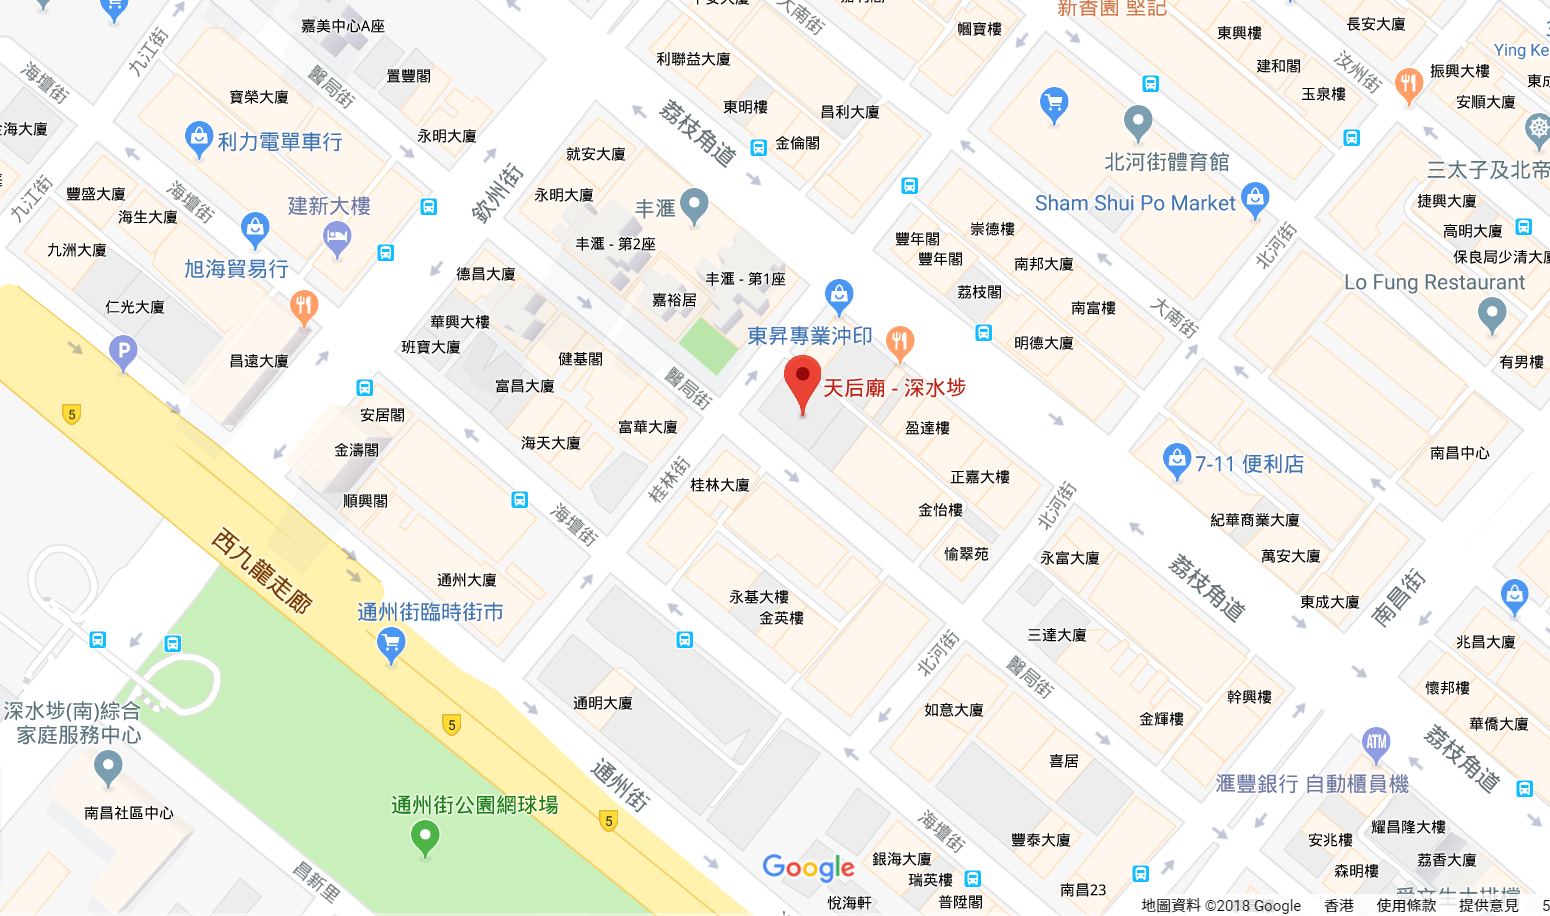 嘉美中心A座
大南街
幗寶樓
新香園 堅記
長安大廈
東興樓
九江街
海壇街
醫局街
置豐閣
利聯益大廈
建和閣
汝州街
Ying Ke
振興大樓
寶榮大廈
東明樓
昌利大廈
玉泉樓
安順大廈
利力電單車行
永明大廈
荔枝角道
金倫閣
北河街體育館
三太子及北帝
就安大廈
欽州街
永明大廈
豐盛大廈
海壇街
海生大廈
建新大樓
九江街
丰滙
Sham Shui Po Market
捷興大廈
高明大廈
保良局少清大廈
九洲大廈
旭海貿易行
丰滙 - 第2座
丰滙 - 第1座
嘉裕居
豐年閣
豐年閣
崇德樓
南邦大廈
北河街
德昌大廈
荔枝閣
南富樓
大南街
Lo Fung Restaurant
仁光大廈
華興大樓
班寶大廈
東昇專業沖印
明德大廈
有男樓
昌遠大廈
健基閣
富昌大廈
醫局街
天后廟 - 深水埗
5
安居閣
金濤閣
富華大廈
海天大廈
盈達樓
正嘉大樓
7-11 便利店
南昌中心
順興閣
桂林街
桂林大廈
金怡樓
北河街
紀華商業大廈
萬安大廈
海壇街
愉翠苑
永富大廈
荔枝角道
東成大廈
南昌街
西九龍走廊
通州大廈
通州街臨時街市
永基大樓
金英樓
北河街
三達大廈
醫局街
兆昌大廈
懷邦樓
華僑大廈
深水埗(南)綜合
家庭服務中心
5
通明大廈
如意大廈
金輝樓
幹興樓
喜居
荔枝角道
滙豐銀行 自動櫃員機
南昌社區中心
通州街公園網球場
通州街
5
海壇街
豐泰大廈
安兆樓
耀昌隆大樓
荔香大廈
森明樓
昌新里
Google
銀海大廈
瑞英樓
悅海軒
普陞閣
南昌23
地圖資料 ©2018 Google
香港
使用條款
提供意見
5